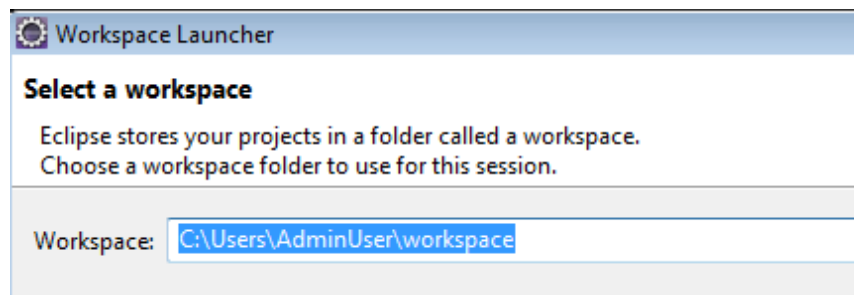 Workspace Launcher
Select a workspace
Eclipse stores your projects in a folder called a workspace.
Choose a workspace folder to use for this session.
Workspace: C:\Users\AdminUser\workspace